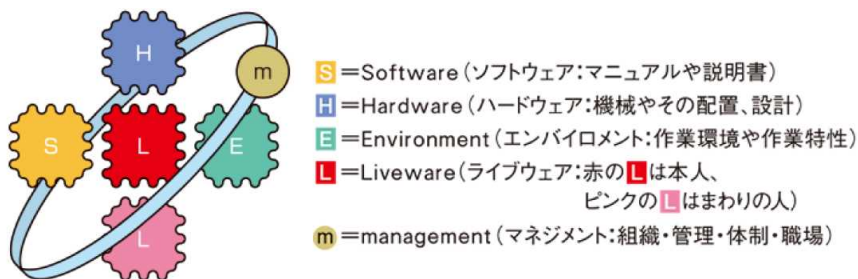 H
m
S
L
E
L
S=Software(ソフトウェア:マニュアルや説明書)
H=Hardware(ハードウェア:機械やその配置、設計)
E=Environment(エンバイロメント:作業環境や作業特性)
L=Liveware(ライブウェア:赤のLは本人、
ピンクのLはまわりの人)
m=management(マネジメント:組織・管理・体制・職場)